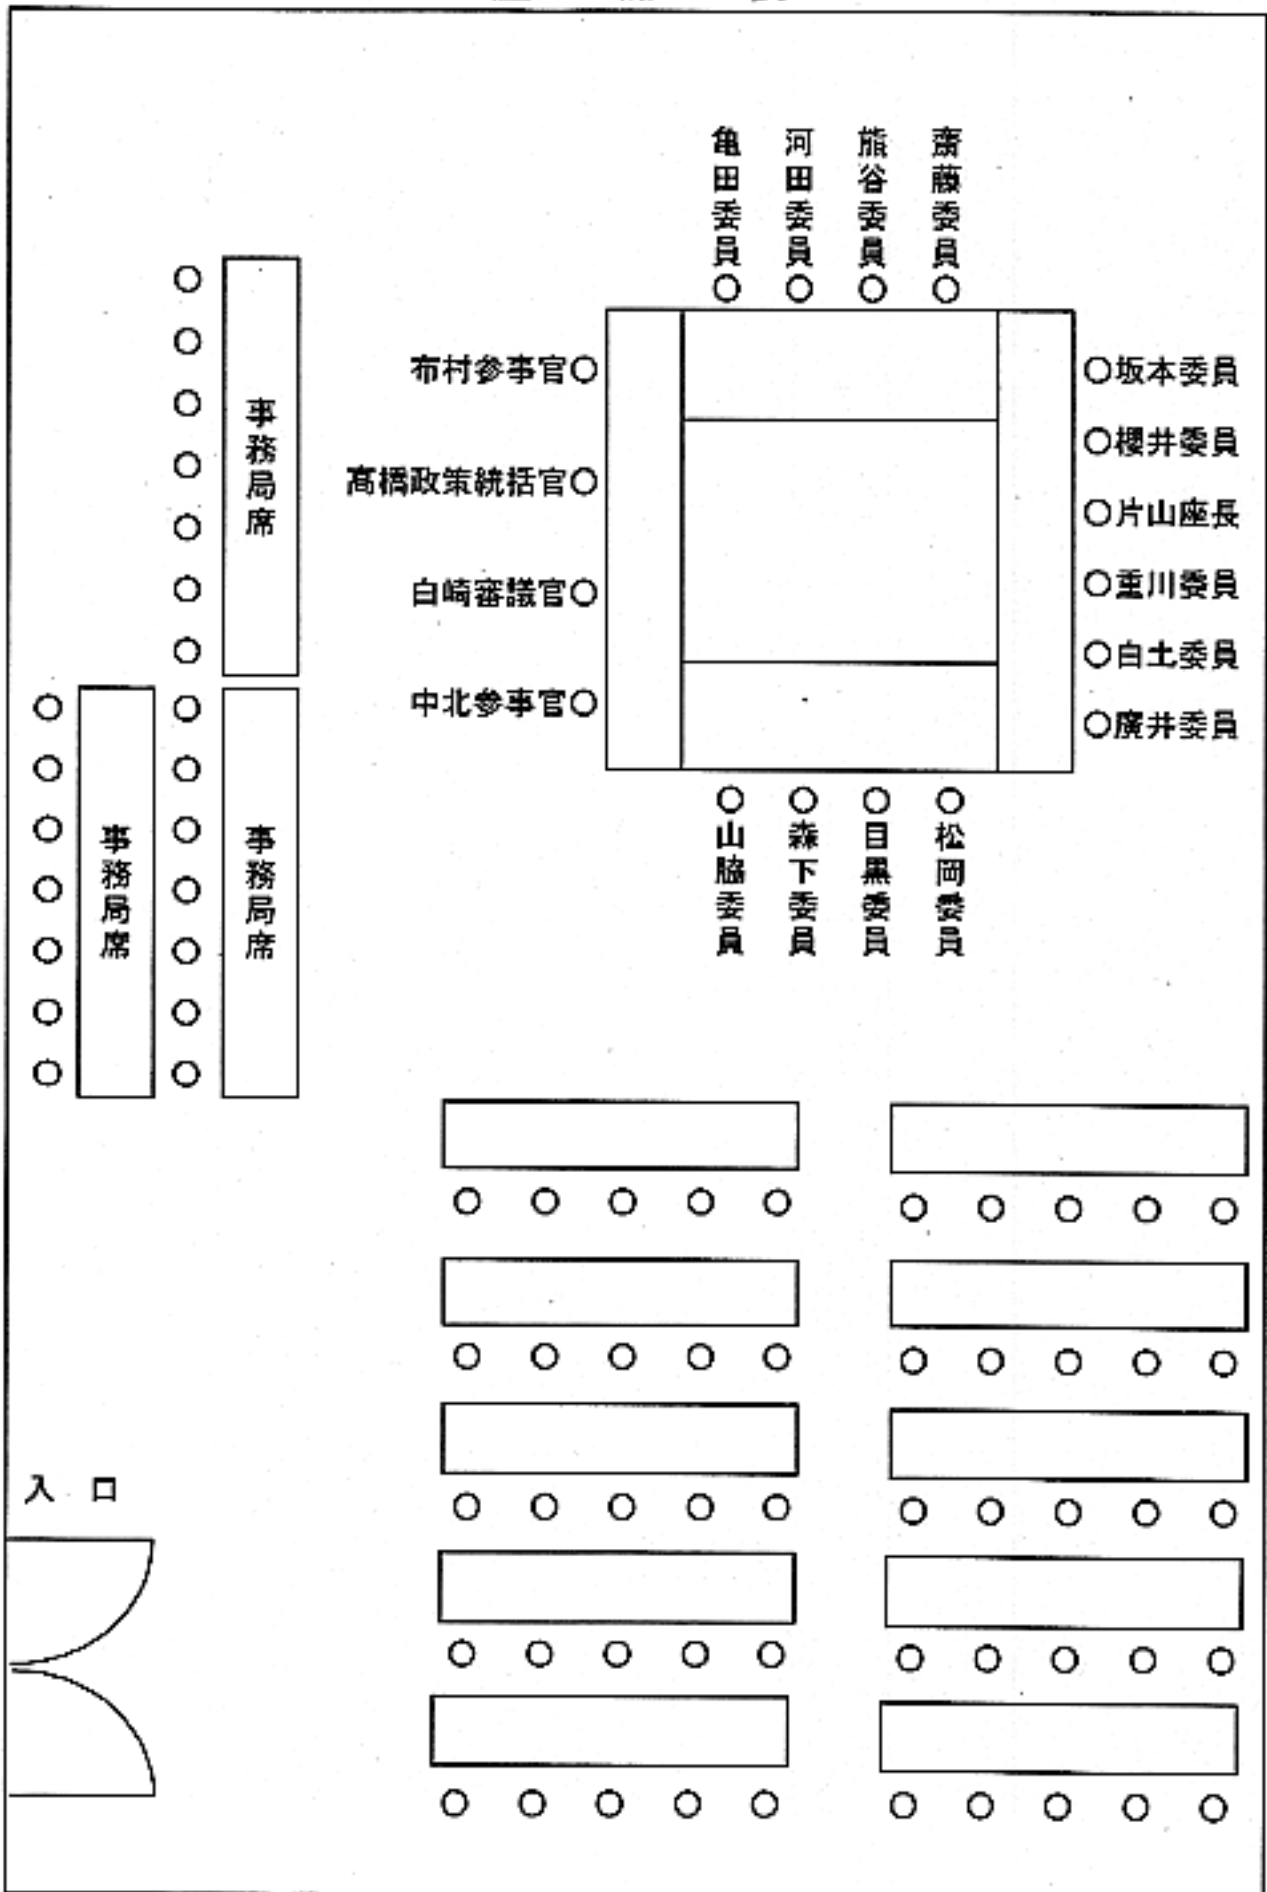 亀田委員
河田委員
熊谷委員
齋藤委員
布村参事官
坂本委員
櫻井委員
髙橋政策統括官
片山座長
白崎審議官
重川委員
白土委員
中北参事官
廣井委員
山脇委員
森下委員
目黒委員
松岡委員
事務局席
事務局席
事務局席
入口